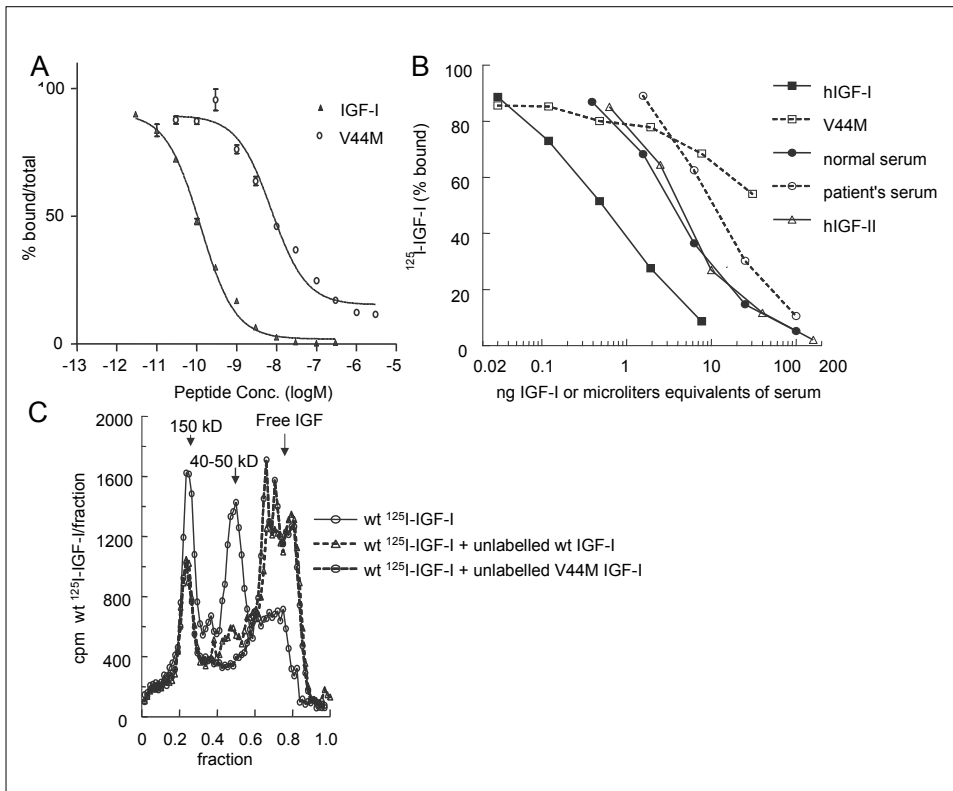 A
% bound/total
100
50
0
-13 -12 -11 -10 -9 -8 -7 -6 -5
Peptide Conc. (logM)
IGF-I
V44M
B
¹²⁵I-IGF-I (% bound)
100
80
60
40
20
0
0.02 0.1 1 10 100 200
ng IGF-I or microliters equivalents of serum
hIGF-I
V44M
normal serum
patient's serum
hIGF-II
C
cpm wt ¹²⁵I-IGF-I/fraction
2000
1600
1200
800
400
0
0 0.2 0.4 0.6 0.8 1.0
fraction
150 kD
40-50 kD
Free IGF
wt ¹²⁵I-IGF-I
wt ¹²⁵I-IGF-I + unlabelled wt IGF-I
wt ¹²⁵I-IGF-I + unlabelled V44M IGF-I